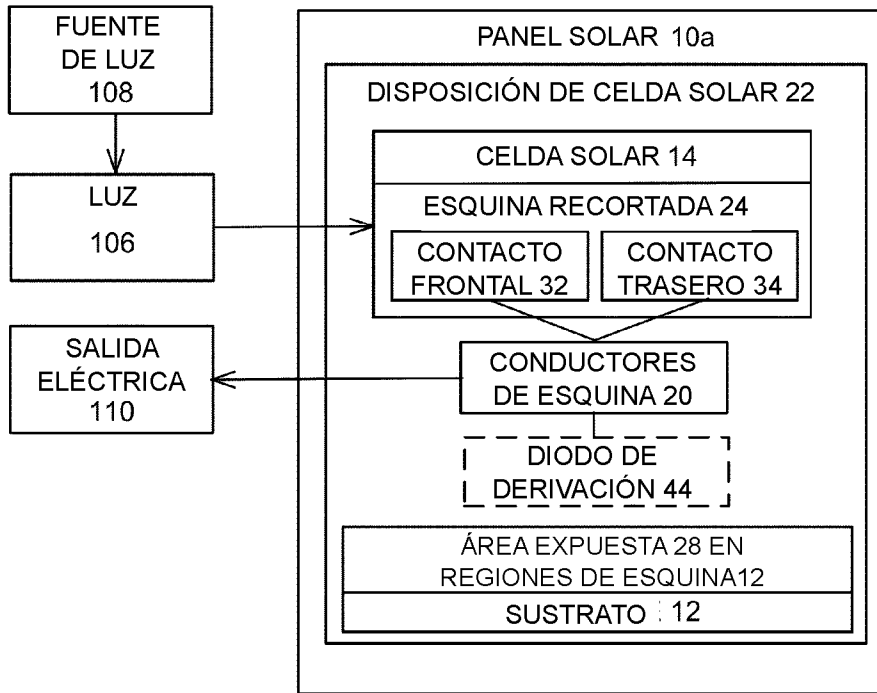 FUENTE
DE LUZ
108
LUZ
106
SALIDA
ELÉCTRICA
110
PANEL SOLAR 10a
DISPOSICIÓN DE CELDA SOLAR 22
CELDA SOLAR 14
ESQUINA RECORTADA 24
CONTACTO
FRONTAL 32
CONTACTO
TRASERO 34
CONDUCTORES
DE ESQUINA 20
DIODO DE
DERIVACIÓN 44
ÁREA EXPUESTA 28 EN
REGIONES DE ESQUINA12
SUSTRATO 12